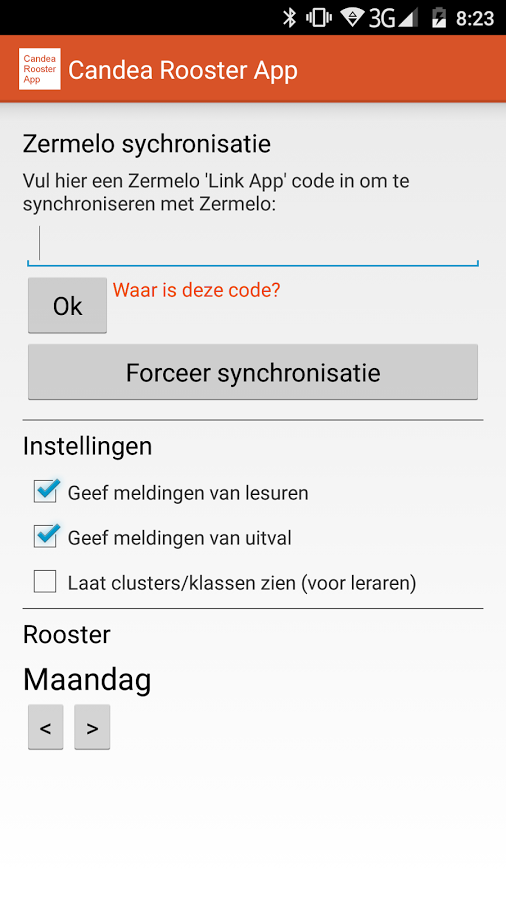 3G 8:23
Candea
Rooster
App
Candea Rooster App
Zermelo sychronisatie
Vul hier een Zermelo 'Link App' code in om te
synchroniseren met Zermelo:
Ok
Waar is deze code?
Forceer synchronisatie
Instellingen
Geef meldingen van lesuren
Geef meldingen van uitval
Laat clusters/klassen zien (voor leraren)
Rooster
Maandag
< >